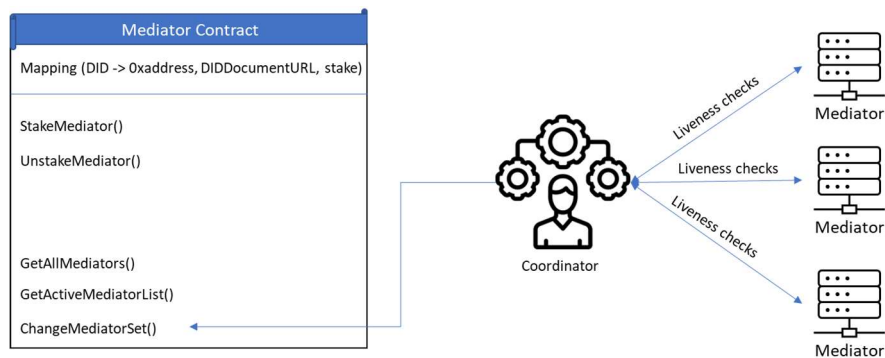 Mediator Contract
Mapping (DID -> 0xaddress, DIDDocumentURL, stake)
StakeMediator()
UnstakeMediator()
GetAllMediators()
GetActiveMediatorList()
ChangeMediatorSet()
Coordinator
Liveness checks
Liveness checks
Liveness checks
Mediator
Mediator
Mediator